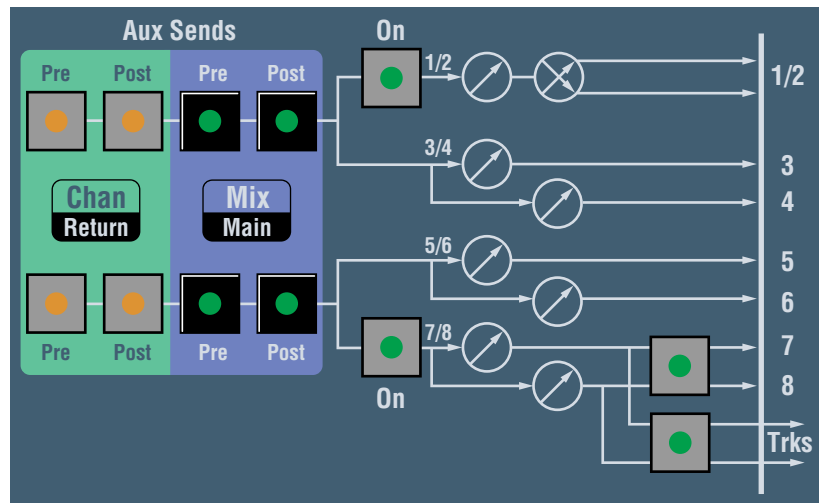 Aux Sends
On
Pre Post Pre Post
1/2
1/2
3/4
3
4
Chan
Return
Mix
Main
5/6
5
6
7/8
7
8
Pre Post Pre Post
On
Trks